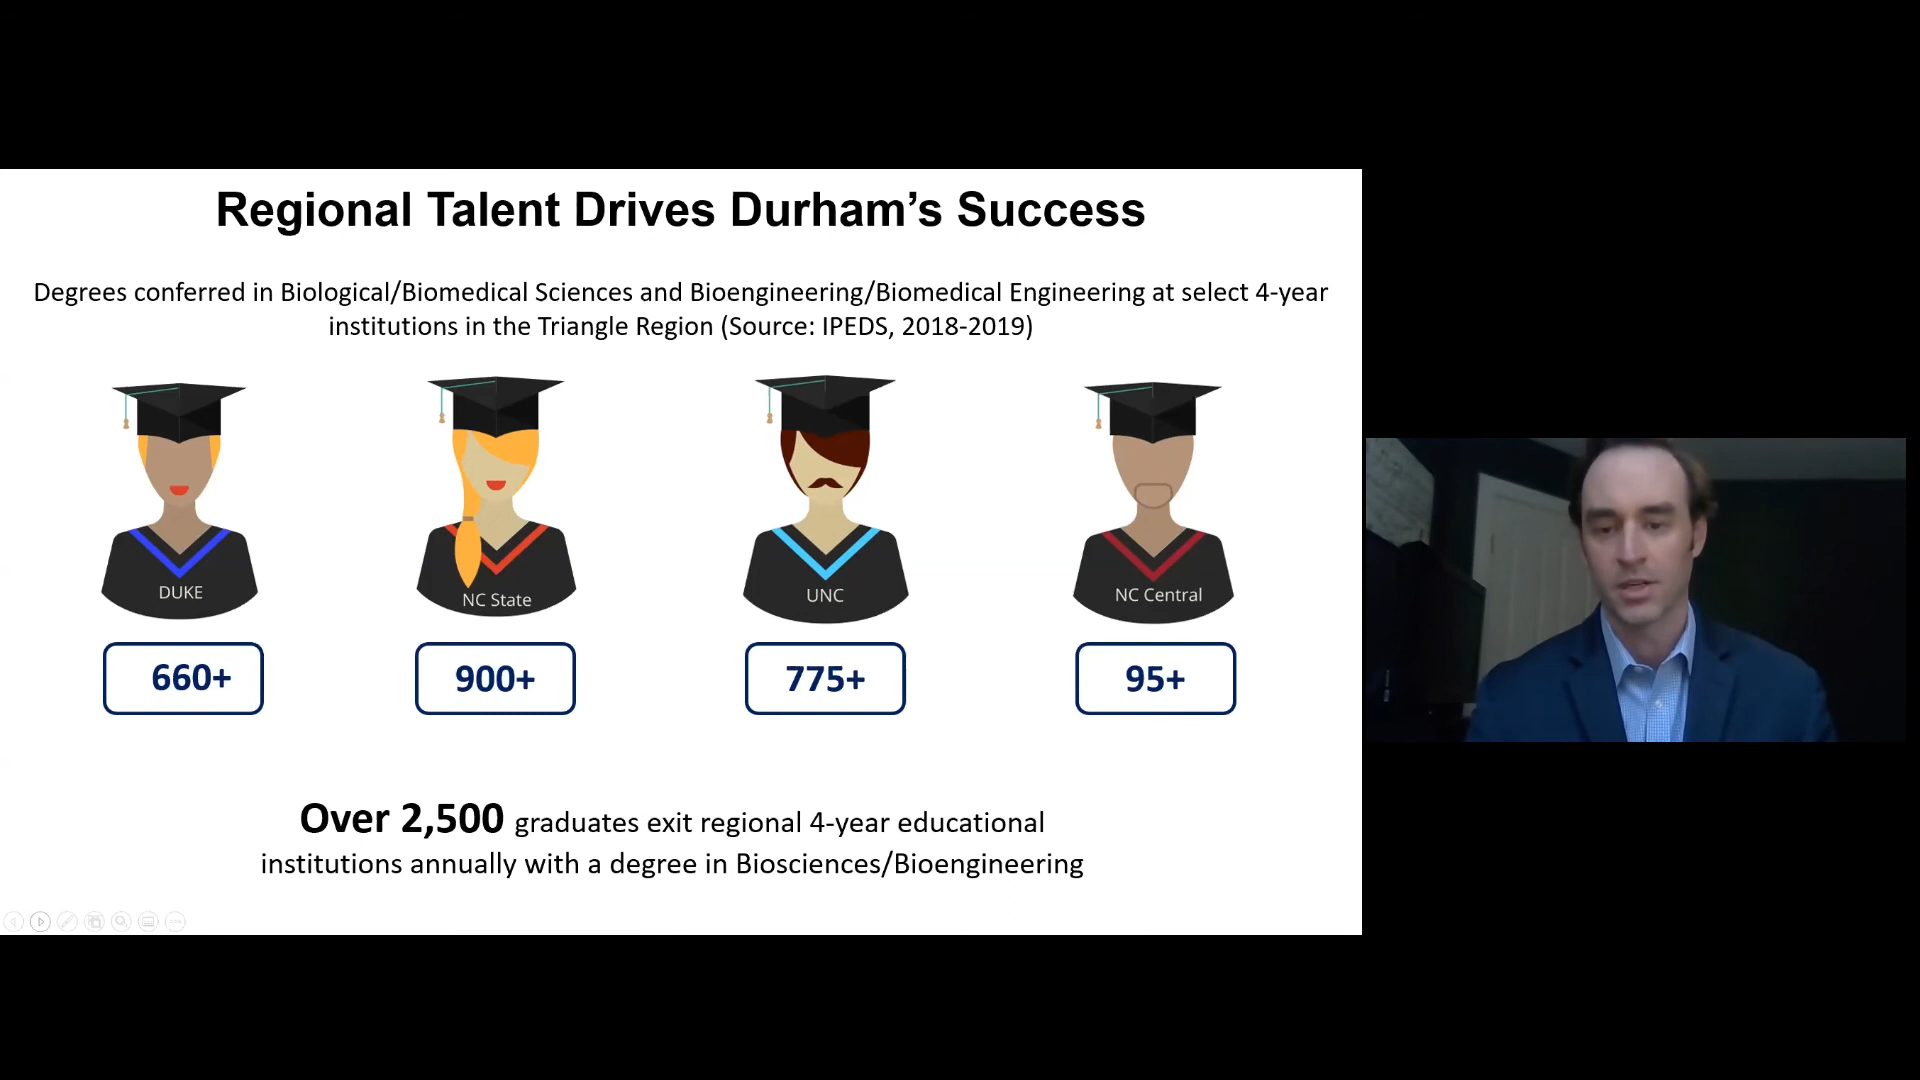 Regional Talent Drives Durham’s Success
Degrees conferred in Biological/Biomedical Sciences and Bioengineering/Biomedical Engineering at select 4-year
institutions in the Triangle Region (Source: IPEDS, 2018-2019)
DUKE
NC State
UNC
NC Central
660+
900+
775+
95+
Over 2,500 graduates exit regional 4-year educational
institutions annually with a degree in Biosciences/Bioengineering